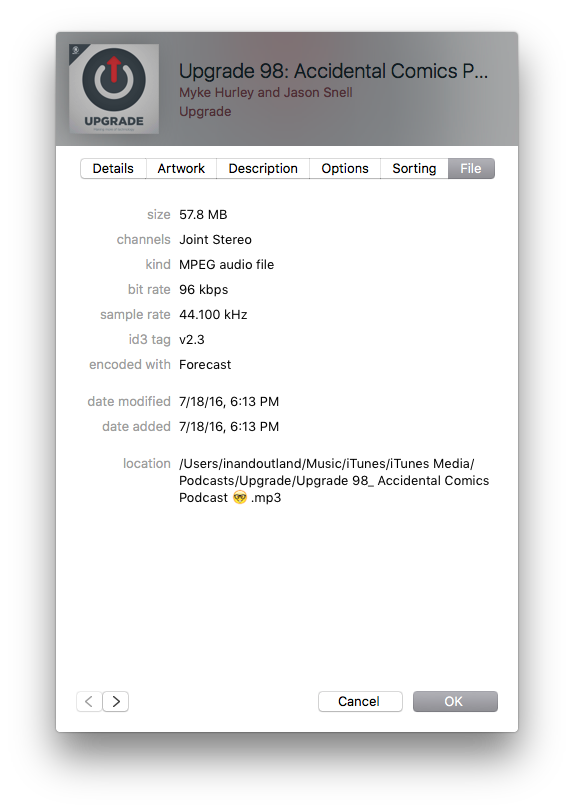 Upgrade 98: Accidental Comics P...
Myke Hurley and Jason Snell
Upgrade
UPGRADE
Details Artwork Description Options Sorting File
size 57.8 MB
channels Joint Stereo
kind MPEG audio file
bit rate 96 kbps
sample rate 44.100 kHz
id3 tag v2.3
encoded with Forecast
date modified 7/18/16, 6:13 PM
date added 7/18/16, 6:13 PM
location /Users/inandoutland/Music/iTunes/iTunes Media/
Podcasts/Upgrade/Upgrade 98_ Accidental Comics
Podcast 🤓 .mp3
< > Cancel OK